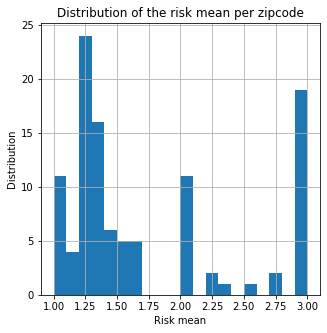 Distribution of the risk mean per zipcode
25
20
15
10
5
0
Distribution
1.00 1.25 1.50 1.75 2.00 2.25 2.50 2.75 3.00
Risk mean